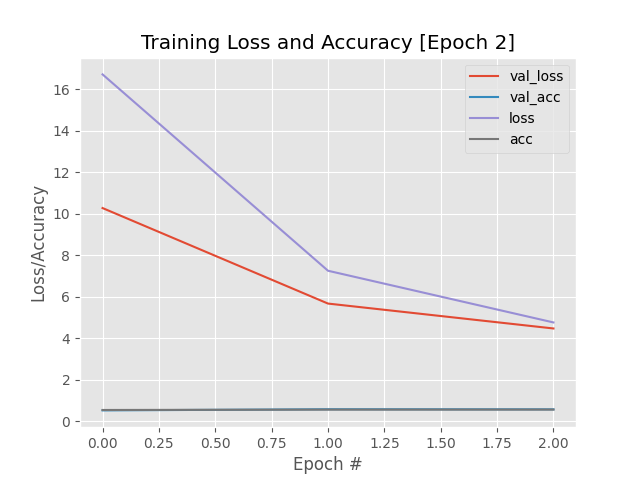 Training Loss and Accuracy [Epoch 2]
val_loss
val_acc
loss
acc
Loss/Accuracy
16
14
12
10
8
6
4
2
0
0.00 0.25 0.50 0.75 1.00 1.25 1.50 1.75 2.00
Epoch #